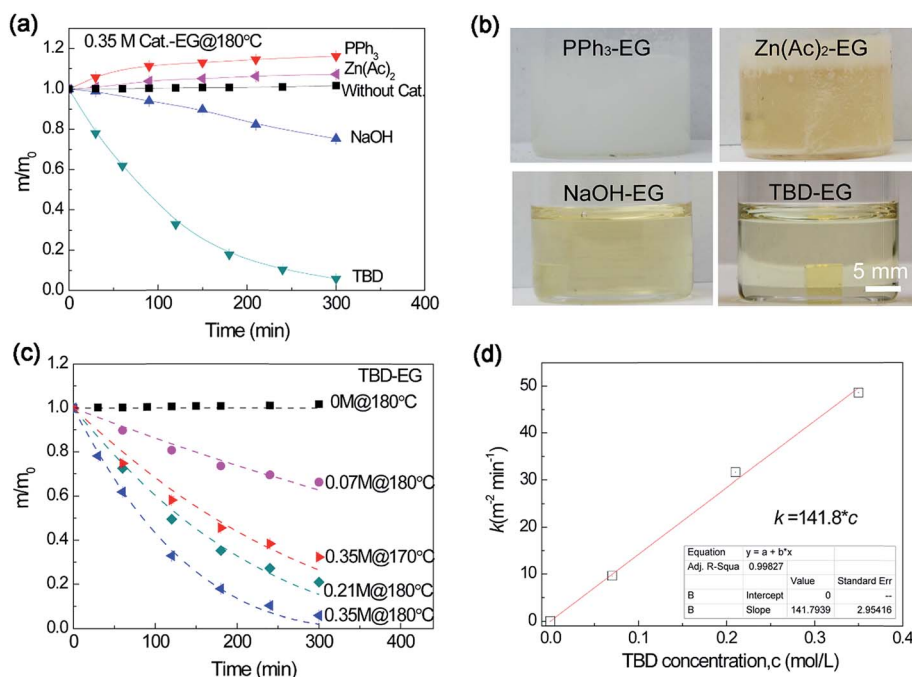 (a)
0.35 M Cat.-EG@180°C
PPh3
Zn(Ac)2
Without Cat.
NaOH
TBD
m/m0
1.2
1.0
0.8
0.6
0.4
0.2
0.0
0 100 200 300 400
Time (min)
(b)
PPh3-EG
Zn(Ac)2-EG
NaOH-EG
TBD-EG
5 mm
(c)
TBD-EG
0M@180°C
0.07M@180°C
0.35M@170°C
0.21M@180°C
0.35M@180°C
m/m0
1.2
1.0
0.8
0.6
0.4
0.2
0.0
0 100 200 300 400
Time (min)
(d)
k(m-2 min-1)
50
40
30
20
10
0
k=141.8*c
Equation y = a + b*x
Adj. R-Squa 0.99827
Value Standard Err
B Intercept 0 --
B Slope 141.7939 2.95416
0.0 0.1 0.2 0.3 0.4
TBD concentration,c (mol/L)